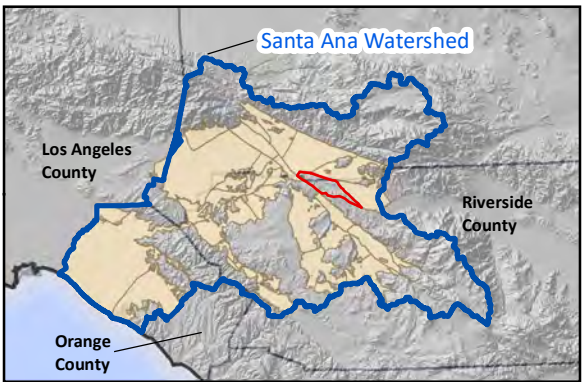 Santa Ana Watershed
Los Angeles
County
Riverside
County
Orange
County